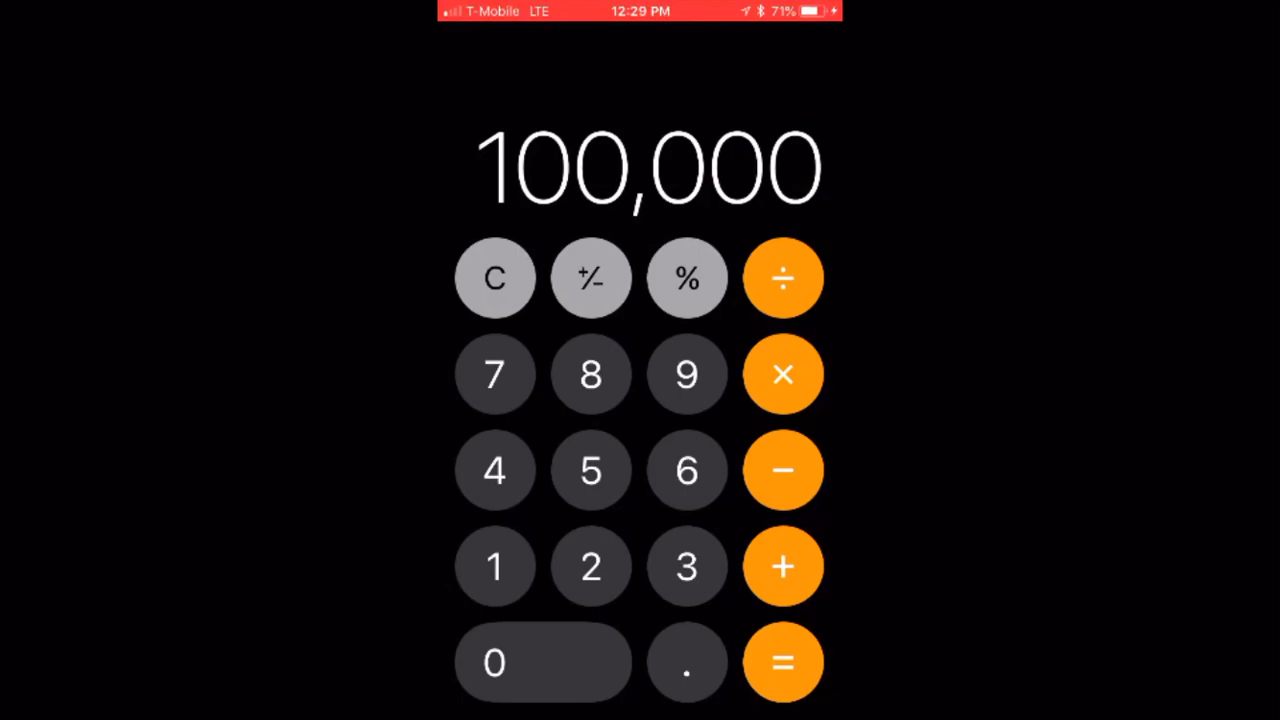 T-Mobile LTE 12:29 PM 71%
100,000
C +/- % ÷
7 8 9 ×
4 5 6 −
1 2 3 +
0 . =